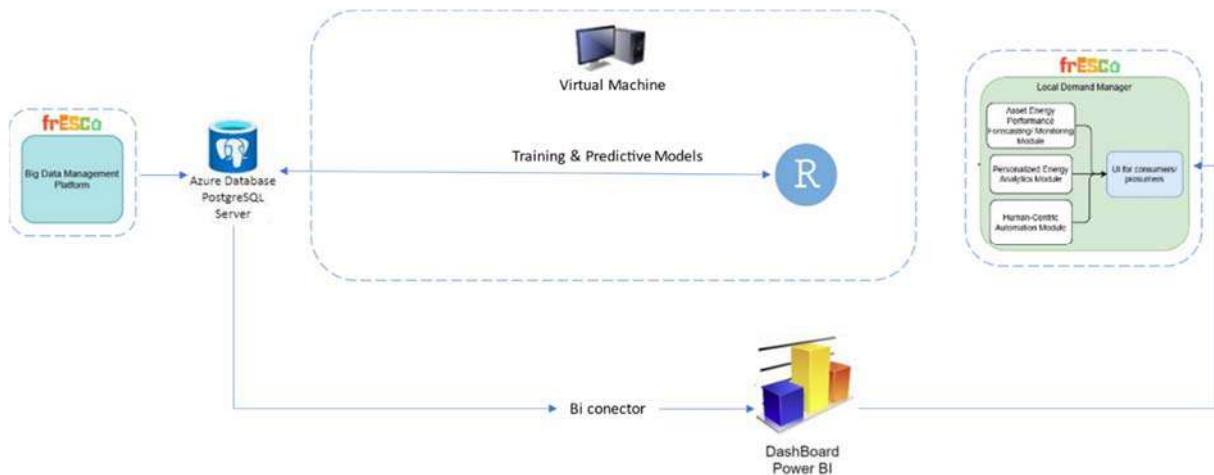 frESCo
Big Data Management
Platform
Azure Database
PostgreSQL
Server
Virtual Machine
Training & Predictive Models
R
frESCo
Local Demand Manager
Asset Energy
Performance
Forecasting/ Monitoring
Module
Personalized Energy
Analytics Module
Human-Centric
Automation Module
UI for consumers/
prosumers
Bi conector
DashBoard
Power BI